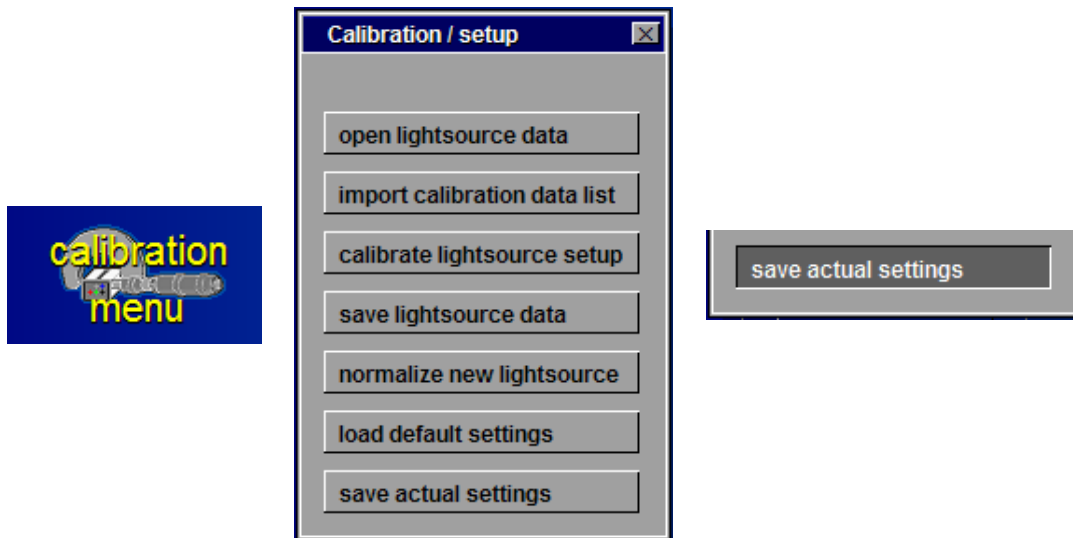 calibration
menu
Calibration / setup
open lightsource data
import calibration data list
calibrate lightsource setup
save lightsource data
normalize new lightsource
load default settings
save actual settings
save actual settings